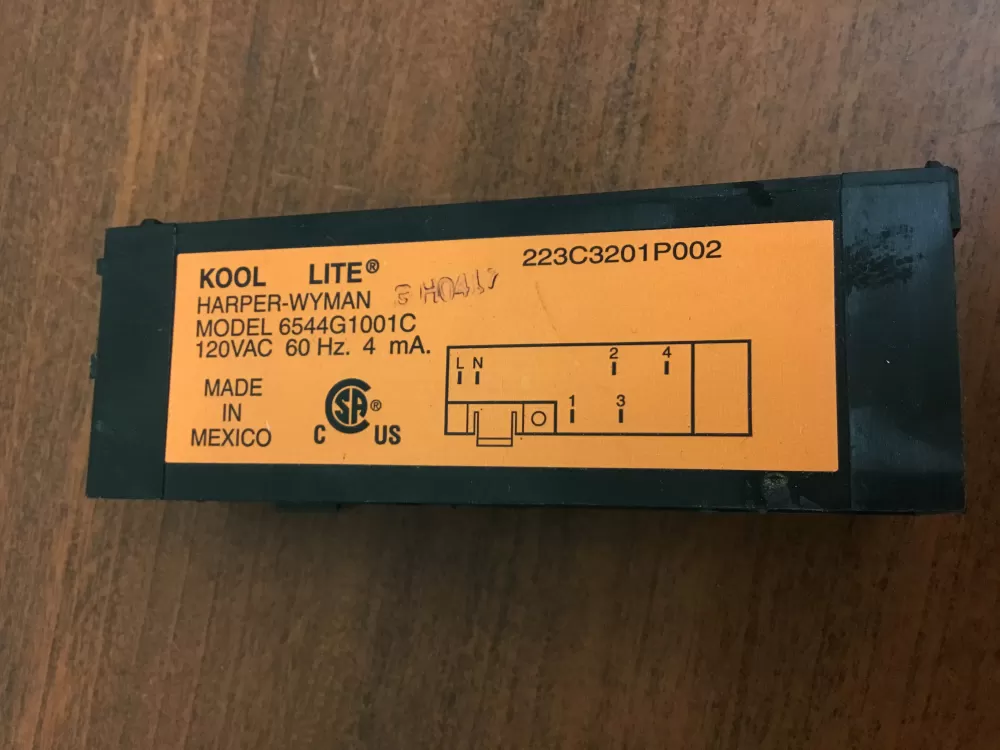 KOOL LITE®
223C3201P002
HARPER-WYMAN
MODEL 6544G1001C
120VAC 60 Hz. 4 mA.
MADE
IN
MEXICO
C SA ® US
L N 2 4
1 3